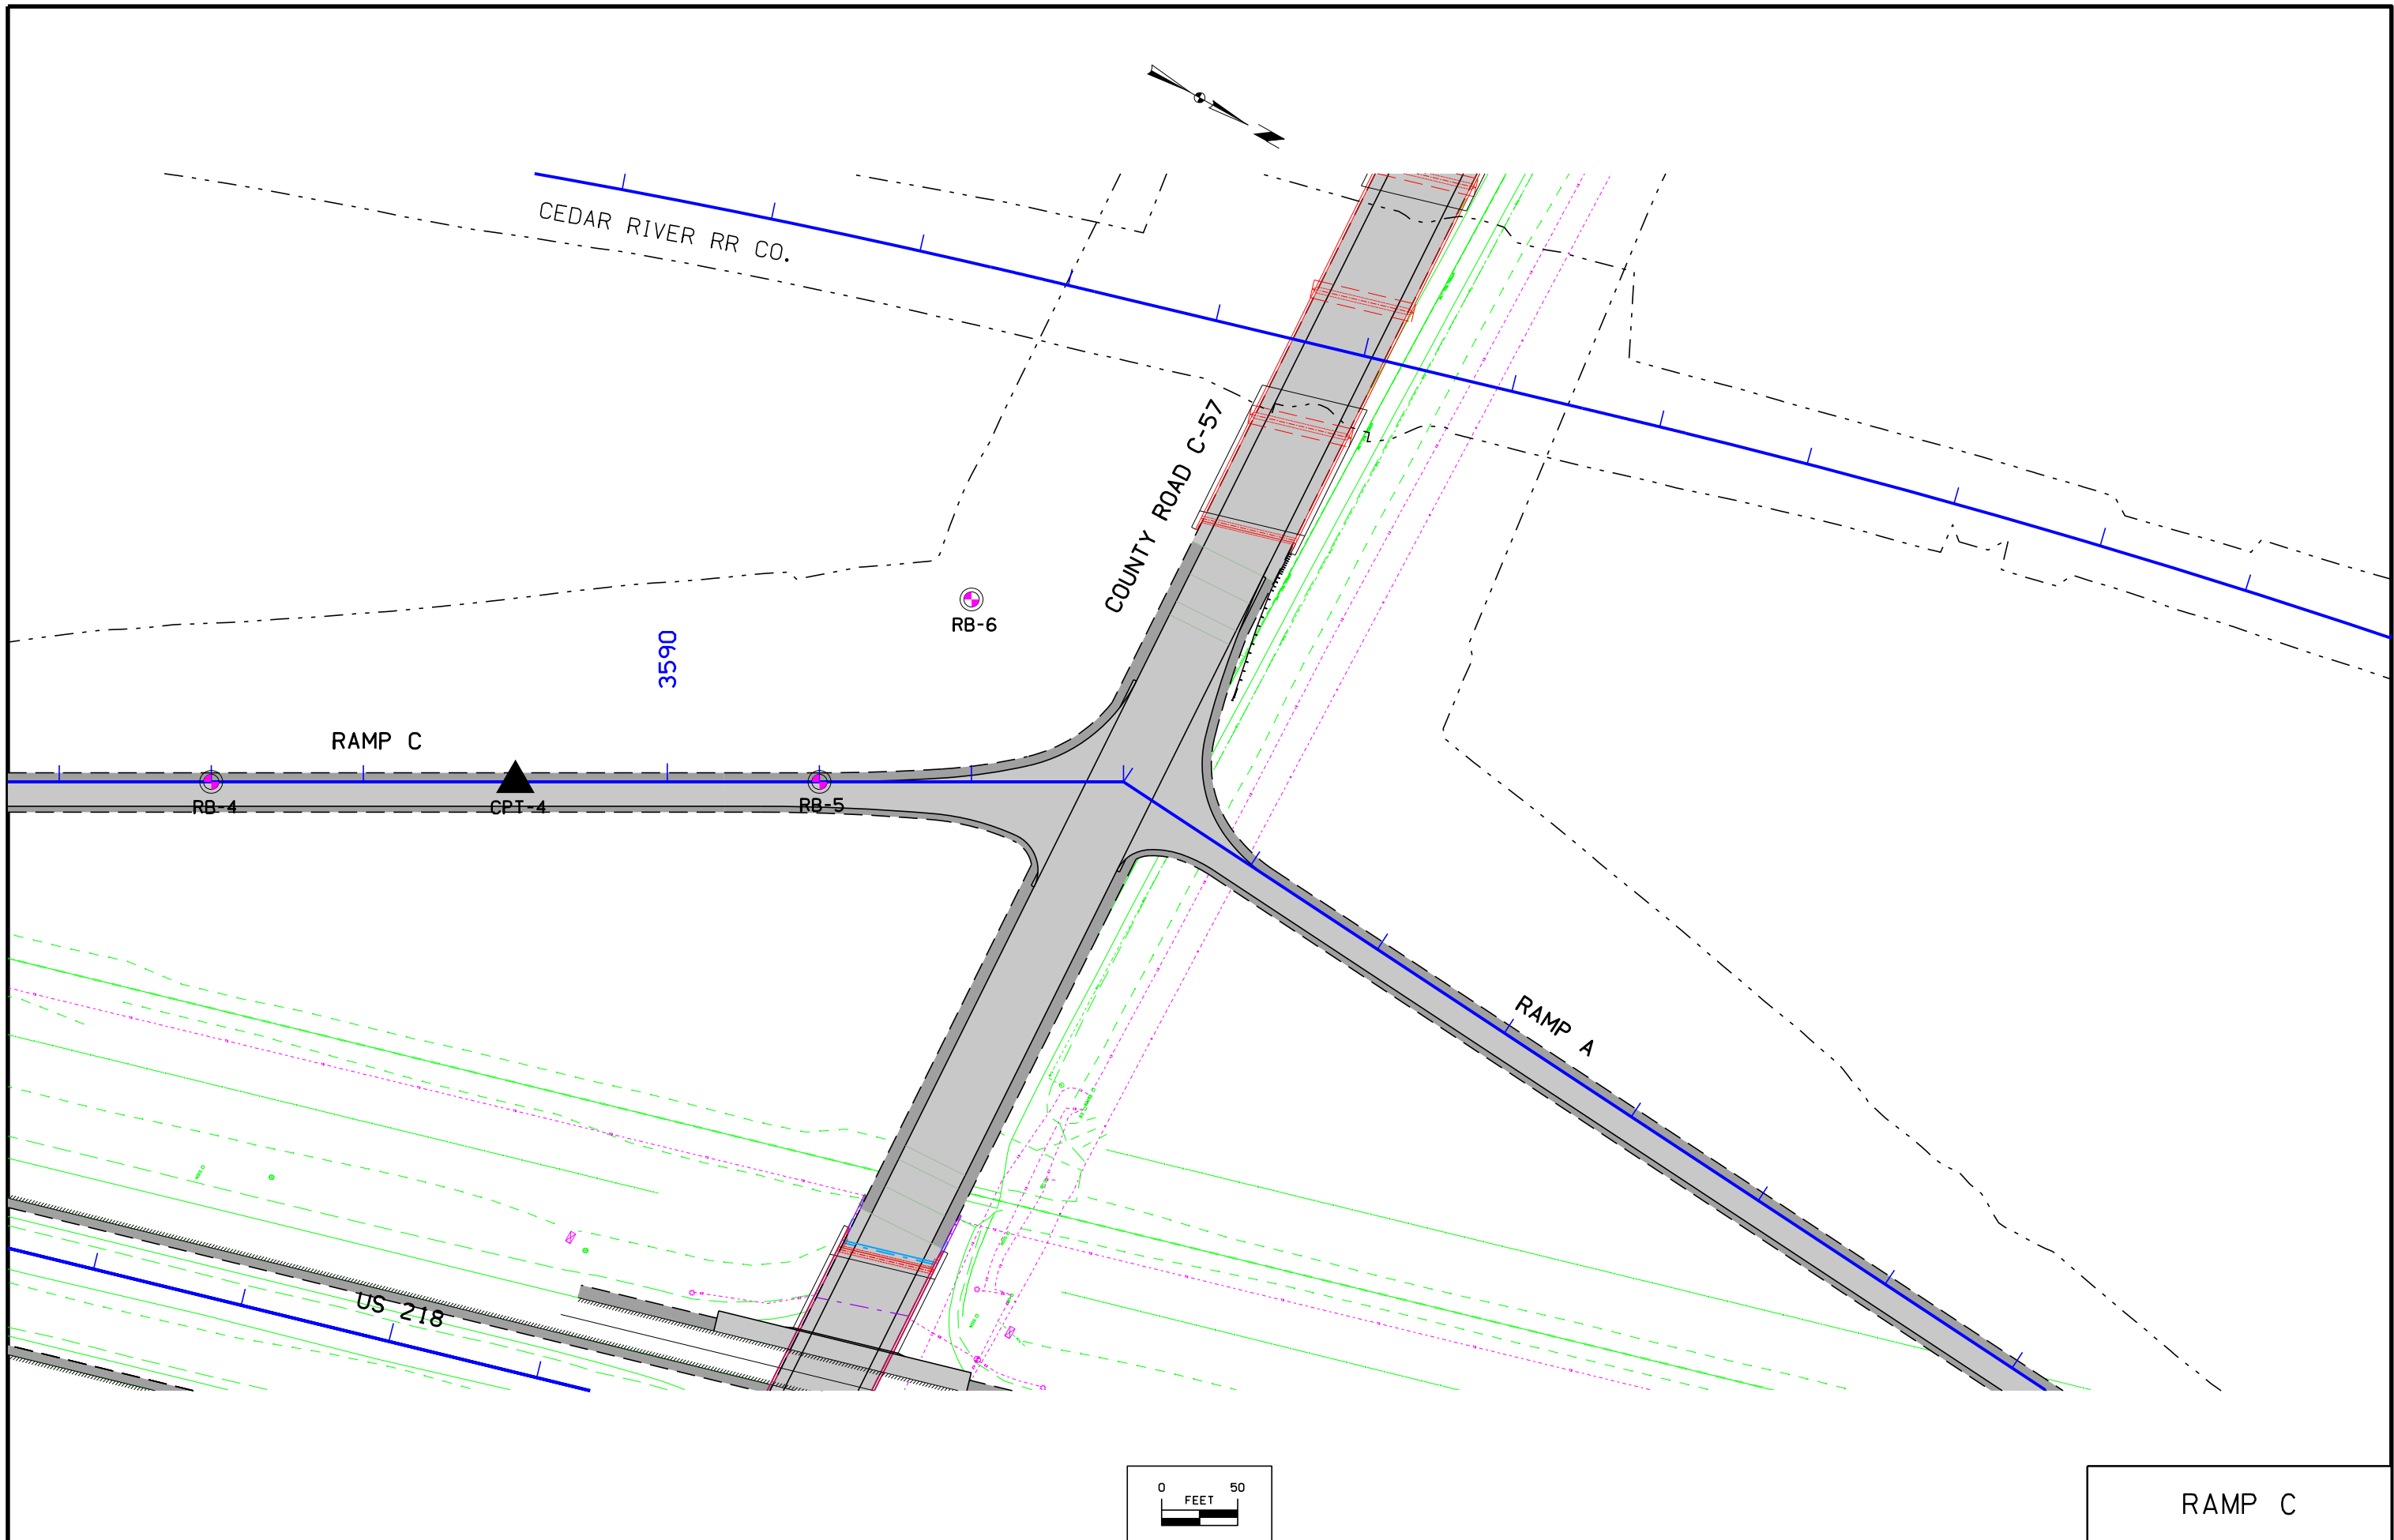 CEDAR RIVER RR CO.
COUNTY ROAD C-57
RB-6
3590
RAMP C
RB-4
CPT-4
RB-5
RAMP A
US 218
0 50
FEET
RAMP C